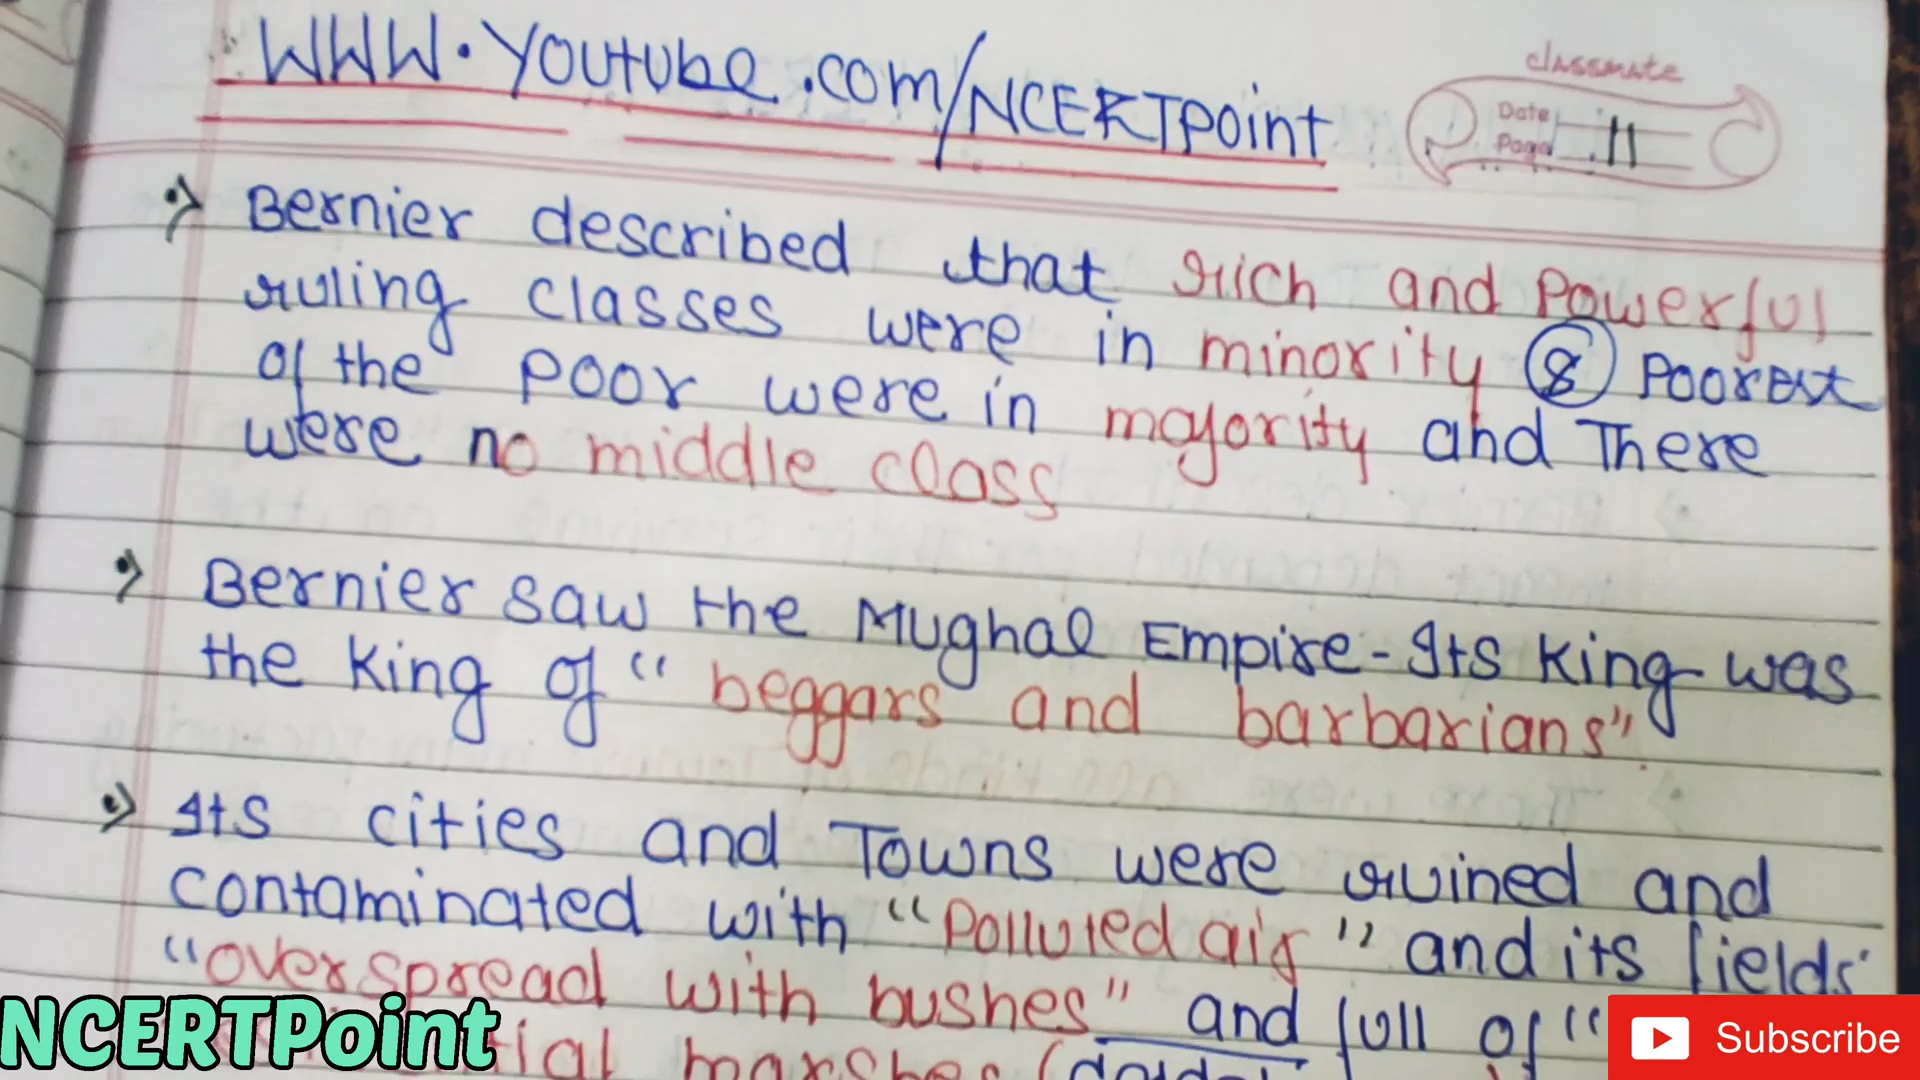 WWW.Youtube.com/NCERTPoint
classmate
Date
Page 11
Bernier described that rich and Powerful
ruling classes were in minority & Poorest
of the Poor were in majority and There
were no middle class
Bernier saw the Mughal Empire - Its King was
the King of "beggars and barbarians"
Its cities and Towns were ruined and
contaminated with "Polluted air" and its fields
"overspread with bushes" and full of "
marshes (
NCERTPoint
Subscribe